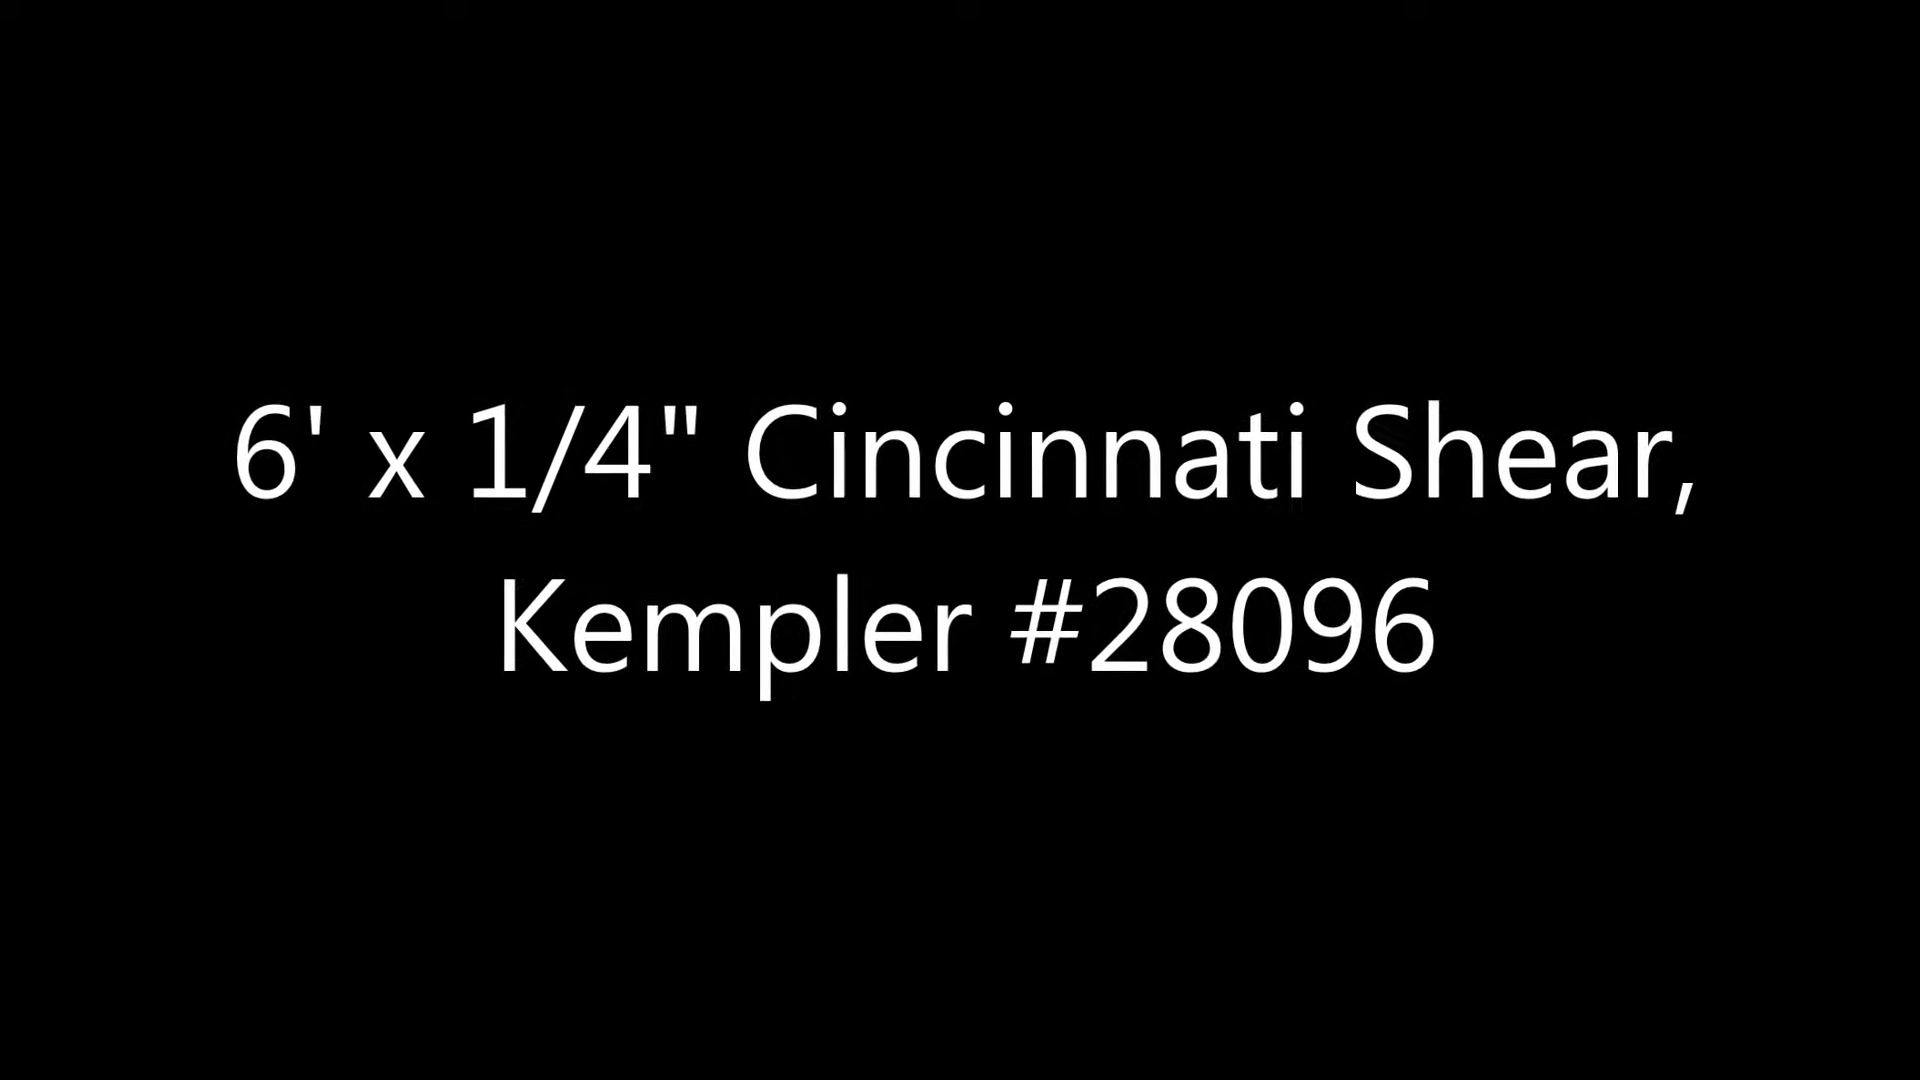 6' x 1/4" Cincinnati Shear,
Kempler #28096